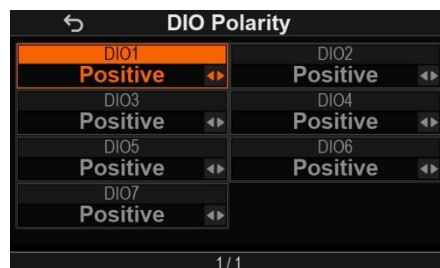 DIO Polarity
DIO1 DIO2
Positive Positive
DIO3 DIO4
Positive Positive
DIO5 DIO6
Positive Positive
DIO7
Positive
1/1